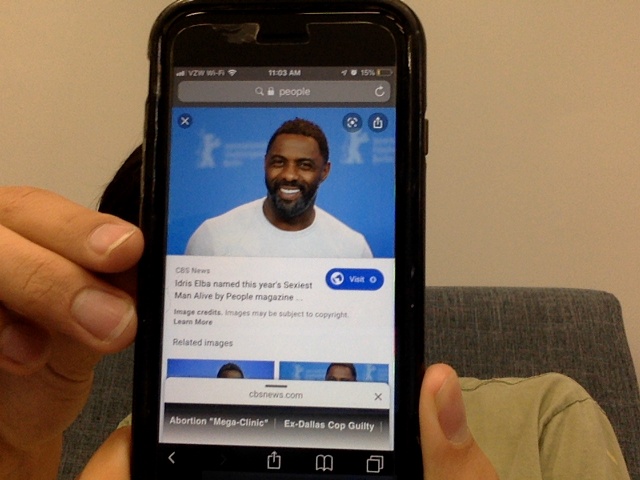 VZW Wi-Fi
11:03 AM
15%
people
CBS News
Idris Elba named this year's Sexiest
Man Alive by People magazine ...
Visit
Image credits. Images may be subject to copyright.
Learn More
Related images
cbsnews.com
Abortion "Mega-Clinic"
Ex-Dallas Cop Guilty